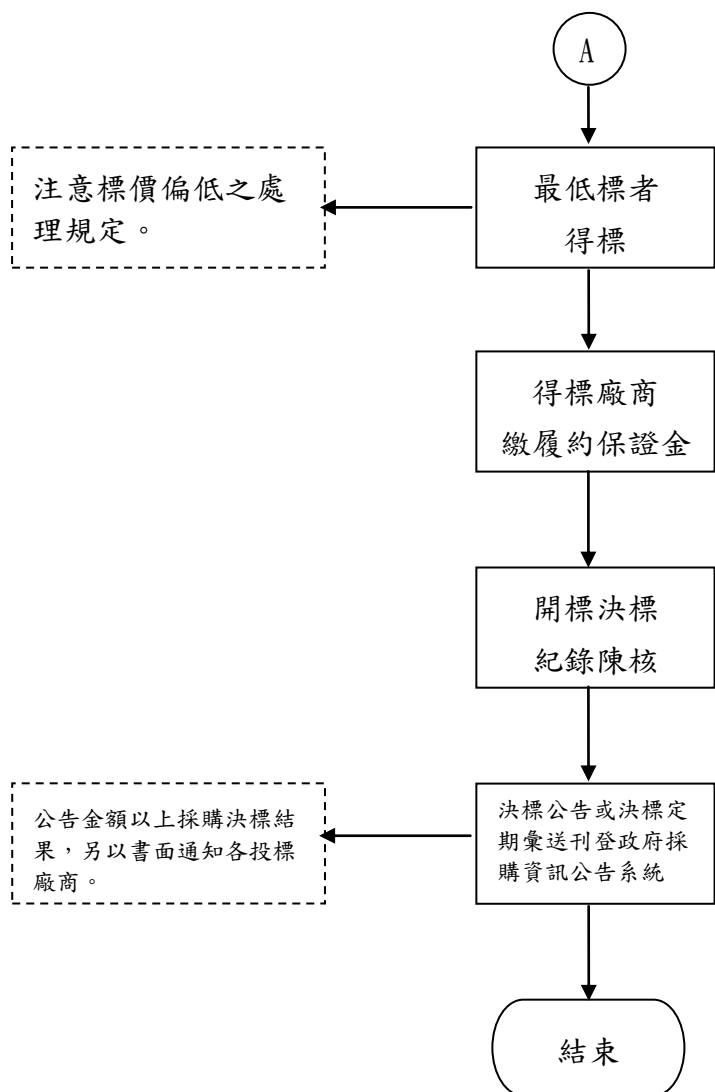 A
注意標價偏低之處
理規定。
最低標者
得標
得標廠商
繳履約保證金
開標決標
紀錄陳核
公告金額以上採購決標結
果，另以書面通知各投標
廠商。
決標公告或決標定
期彙送刊登政府採
購資訊公告系統
結束